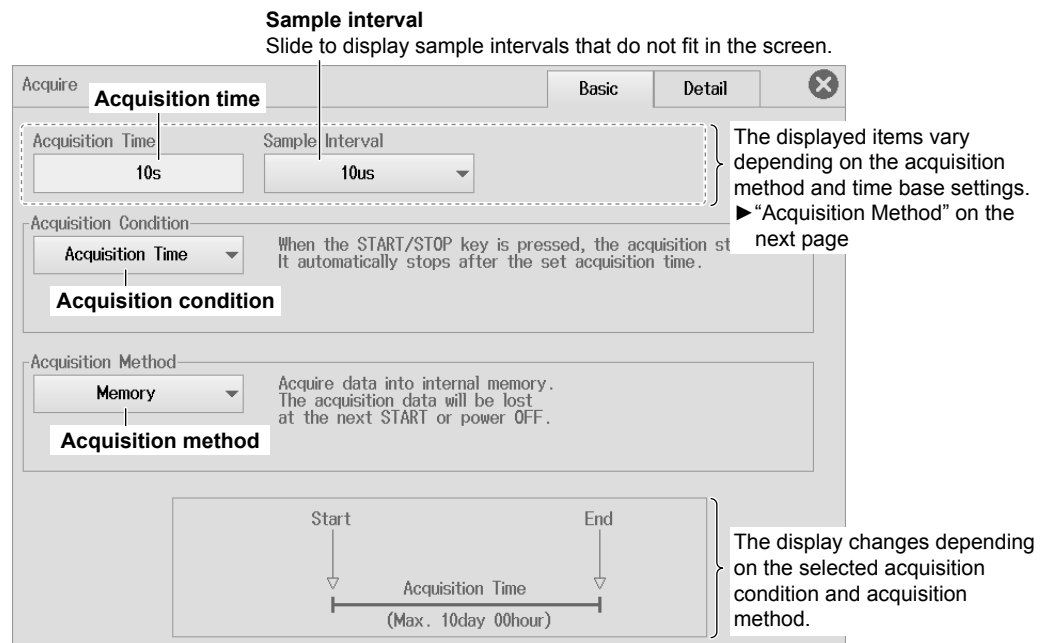 Sample interval
Slide to display sample intervals that do not fit in the screen.
Acquire
Basic
Detail
Acquisition time
Acquisition Time
Sample Interval
10s
10us
The displayed items vary
depending on the acquisition
method and time base settings.
►“Acquisition Method” on the
next page
Acquisition Condition
Acquisition Time
When the START/STOP key is pressed, the acquisition st
It automatically stops after the set acquisition time.
Acquisition condition
Acquisition Method
Memory
Acquire data into internal memory.
The acquisition data will be lost
at the next START or power OFF.
Acquisition method
Start
End
Acquisition Time
(Max. 10day 00hour)
The display changes depending
on the selected acquisition
condition and acquisition
method.